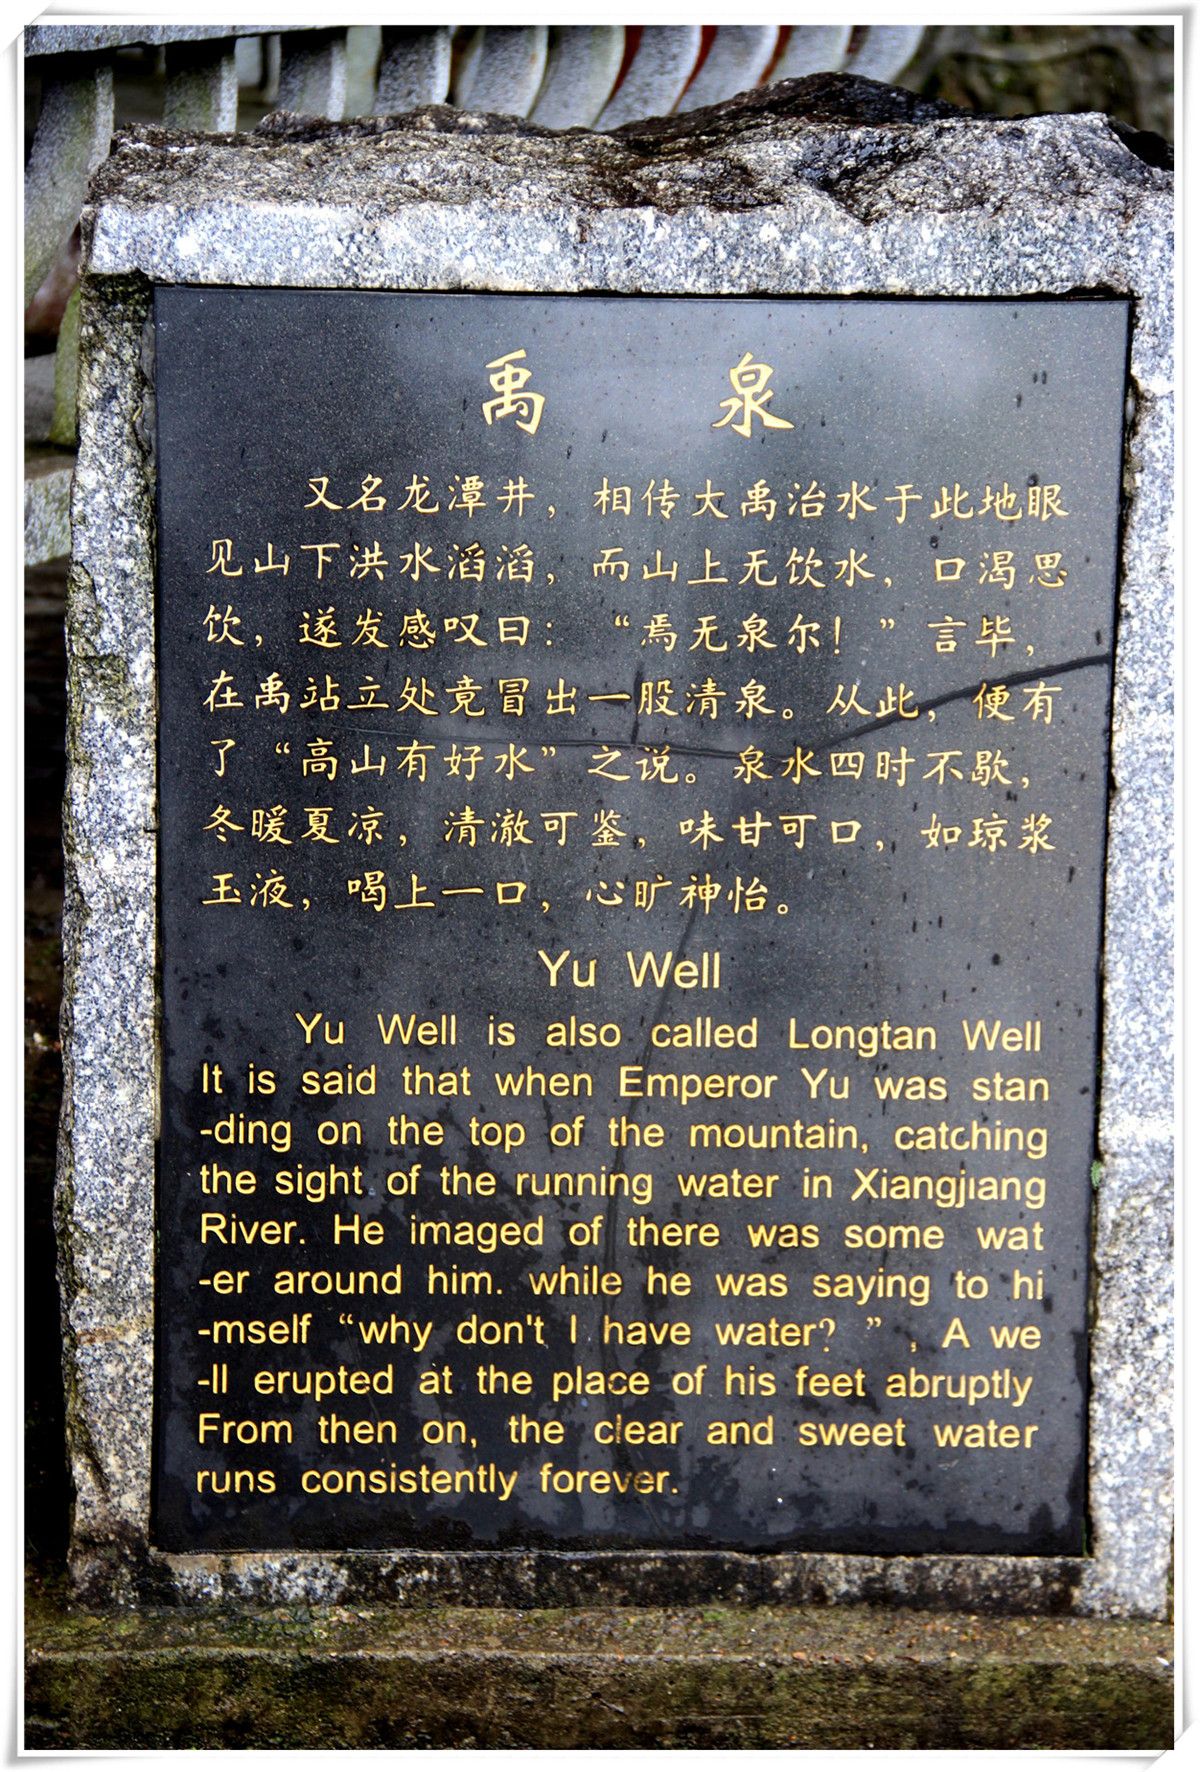 禹 泉
又名龙潭井，相传大禹治水于此地眼
见山下洪水滔滔，而山上无饮水，口渴思
饮，遂发感叹曰：“焉无泉尔！”言毕，
在禹站立处竟冒出一股清泉。从此，便有
了“高山有好水”之说。泉水四时不歇，
冬暖夏凉，清澈可鉴，味甘可口，如琼浆
玉液，喝上一口，心旷神怡。
Yu Well
Yu Well is also called Longtan Well
It is said that when Emperor Yu was stan
-ding on the top of the mountain, catching
the sight of the running water in Xiangjiang
River. He imaged of there was some wat
-er around him. while he was saying to hi
-mself “why don't I have water? ” , A we
-ll erupted at the place of his feet abruptly
From then on, the clear and sweet water
runs consistently forever.